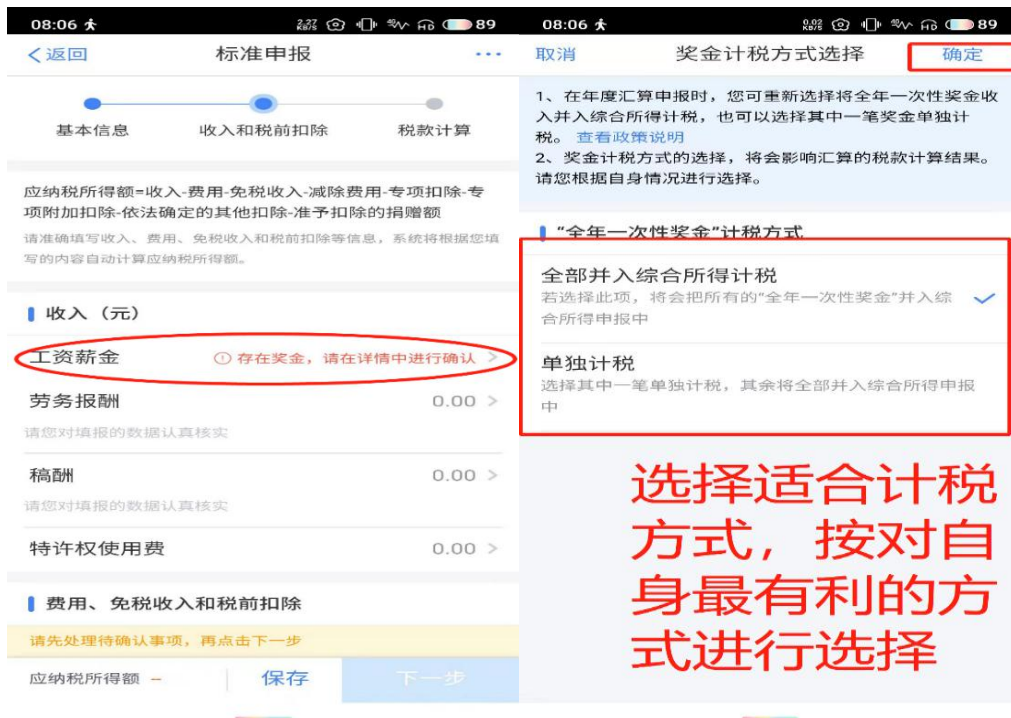 08:06
2.27 KB/s
HD
89
返回
标准申报
基本信息
收入和税前扣除
税款计算
应纳税所得额=收入-费用-免税收入-减除费用-专项扣除-专
项附加扣除-依法确定的其他扣除-准予扣除的捐赠额
请准确填写收入、费用、免税收入和税前扣除等信息，系统将根据您填
写的内容自动计算应纳税所得额。
收入（元）
工资薪金
存在奖金，请在详情中进行确认 >
劳务报酬
0.00 >
请您对填报的数据认真核实
稿酬
0.00 >
请您对填报的数据认真核实
特许权使用费
0.00 >
费用、免税收入和税前扣除
请先处理待确认事项，再点击下一步
应纳税所得额 -
保存
下一步
08:06
0.02 KB/s
HD
89
取消
奖金计税方式选择
确定
1、在年度汇算申报时，您可重新选择将全年一次性奖金收
入并入综合所得计税，也可以选择其中一笔奖金单独计
税。 查看政策说明
2、奖金计税方式的选择，将会影响汇算的税款计算结果。
请您根据自身情况进行选择。
“全年一次性奖金”计税方式
全部并入综合所得计税
若选择此项，将会把所有的“全年一次性奖金”并入综
合所得申报中
单独计税
选择其中一笔单独计税，其余将全部并入综合所得申报
中
选择适合计税
方式，按对自
身最有利的方
式进行选择